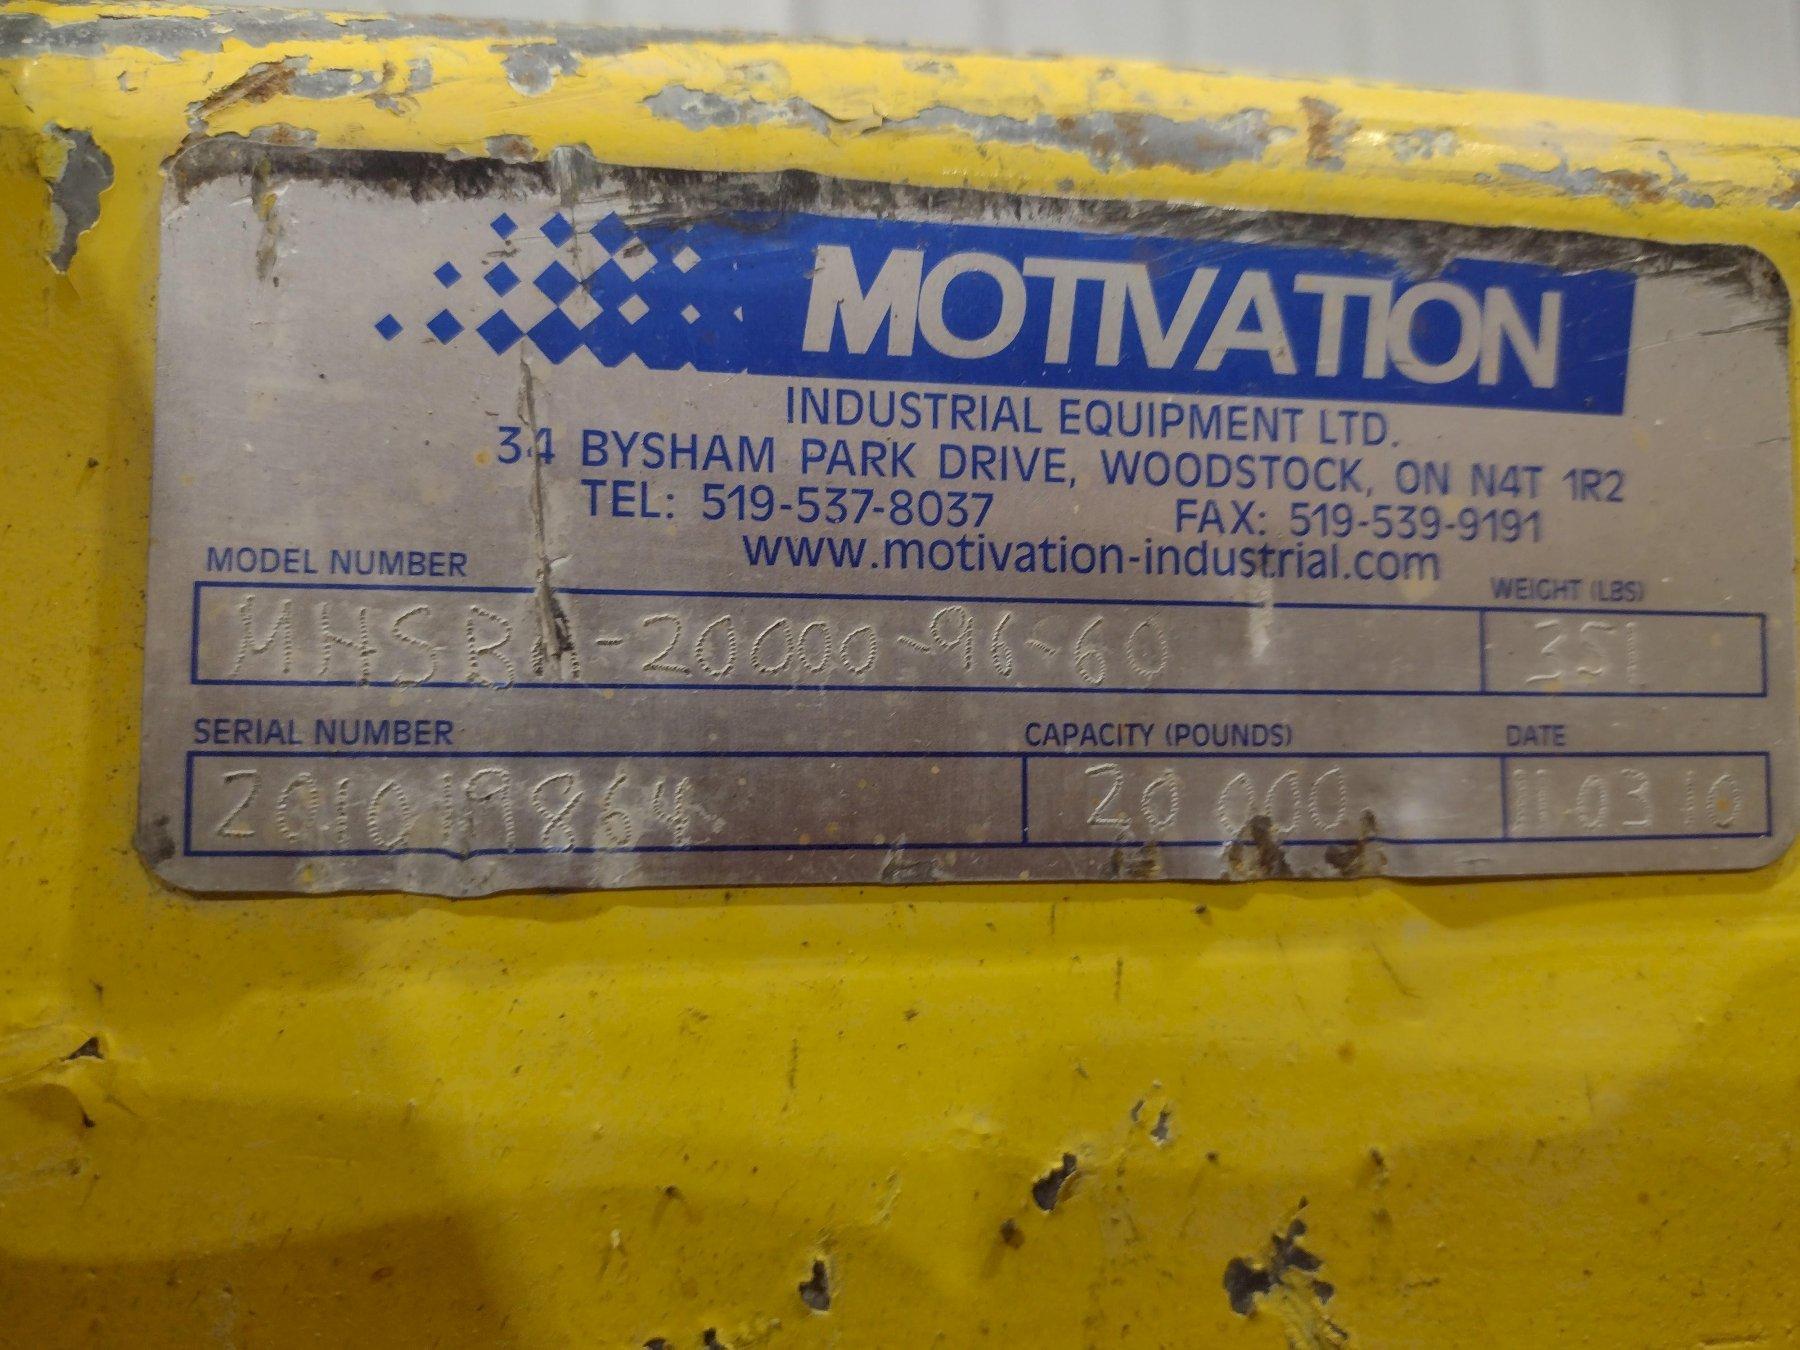 MOTIVATION
INDUSTRIAL EQUIPMENT LTD.
34 BYSHAM PARK DRIVE, WOODSTOCK, ON N4T 1R2
TEL: 519-537-8037 FAX: 519-539-9191
www.motivation-industrial.com
MODEL NUMBER WEIGHT (LBS)
-20000-96-60 351
SERIAL NUMBER CAPACITY (POUNDS) DATE
201019864 20 000 11 03 10